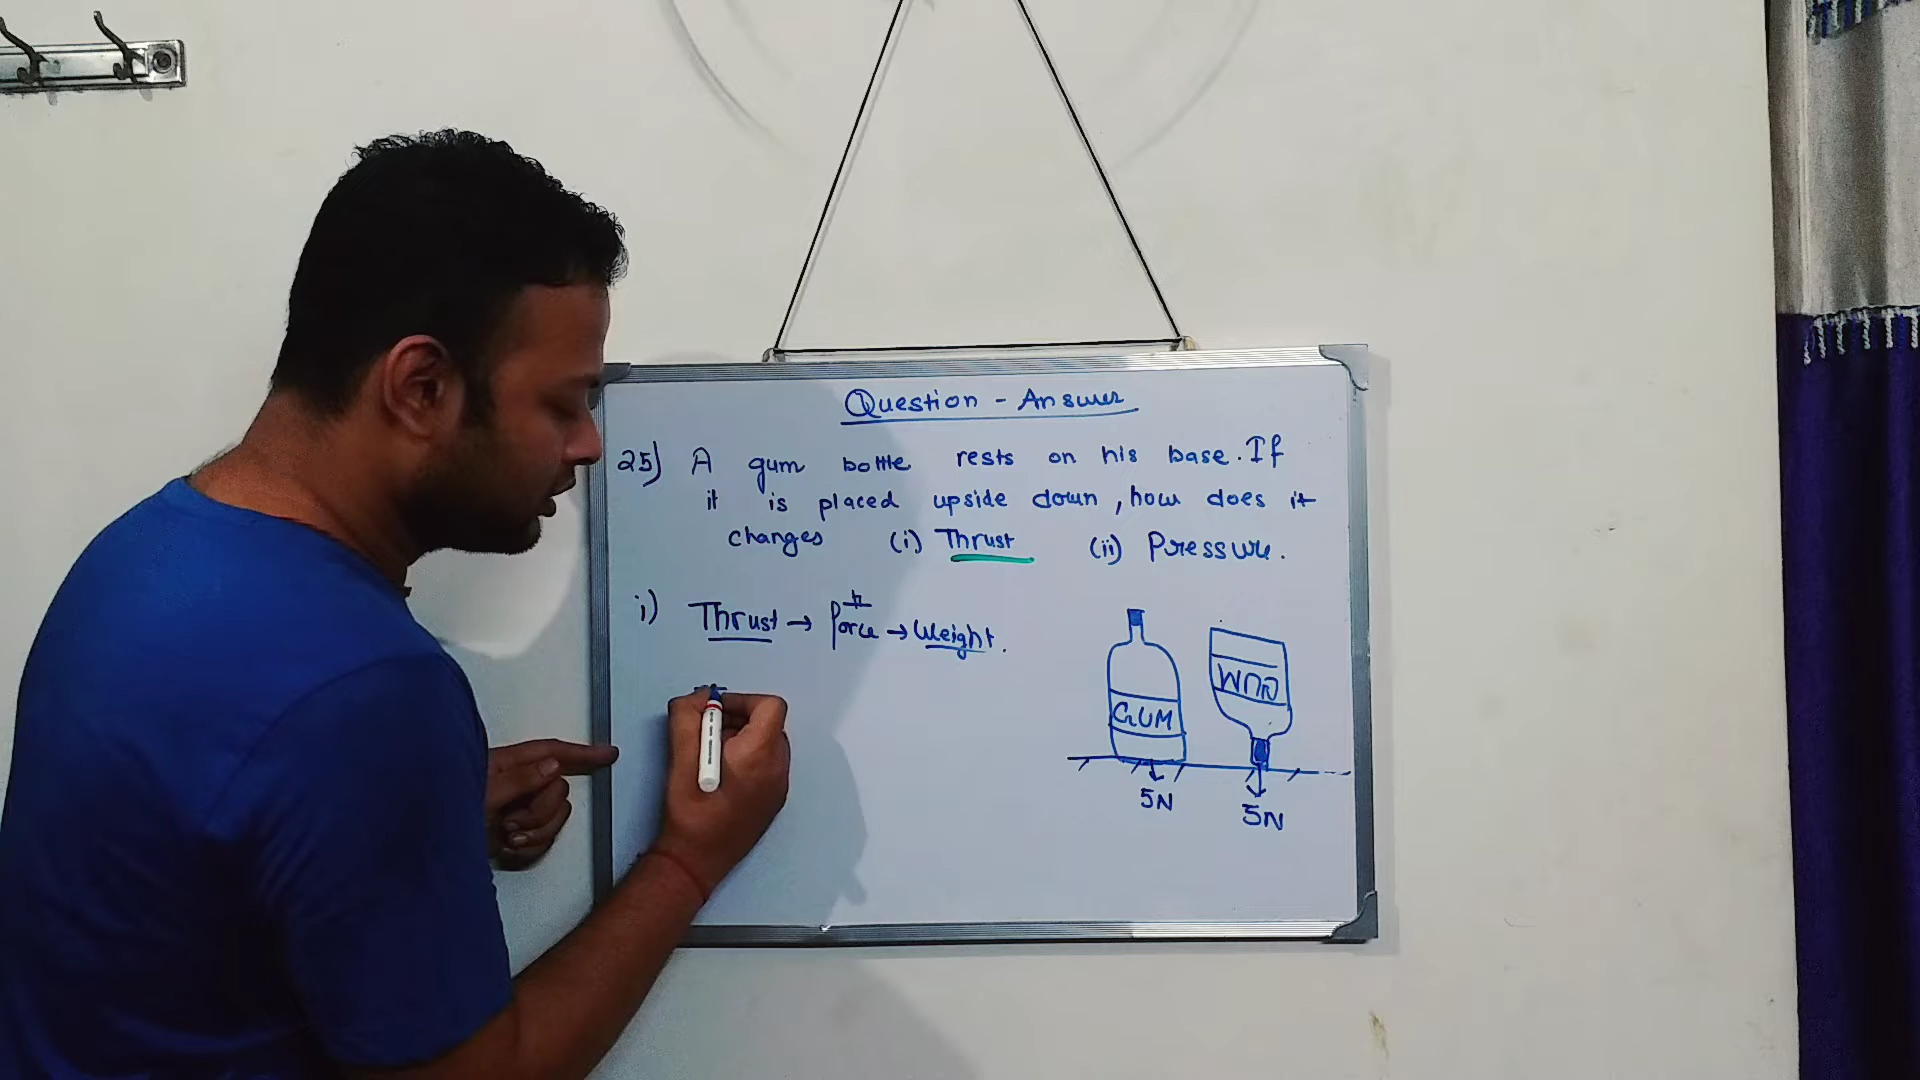 Question - Answer
25) A gum bottle rests on his base. If
it is placed upside down, how does it
changes (i) Thrust (ii) Pressure.
i) Thrust → force → Weight.
GUM
GUM
5N
5N